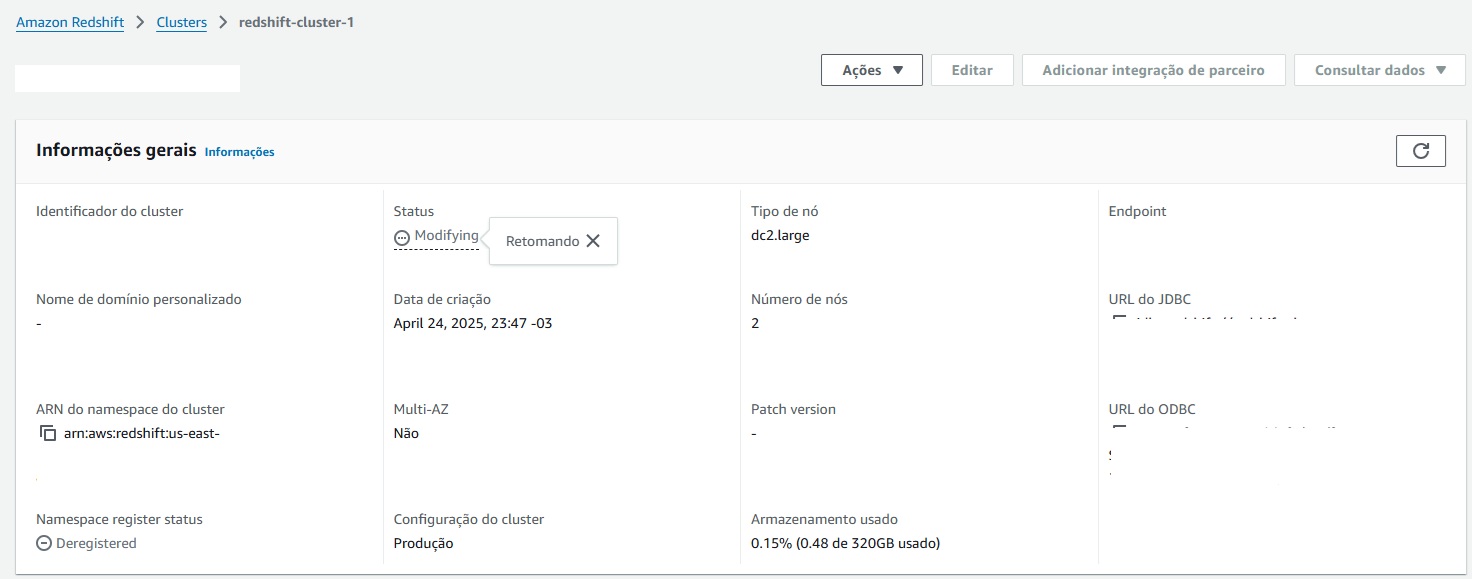 Amazon Redshift > Clusters > redshift-cluster-1
Ações ▼ Editar Adicionar integração de parceiro Consultar dados ▼
Informações gerais Informações
Identificador do cluster
Status
Modifying
Retomando
Tipo de nó
dc2.large
Endpoint
Nome de domínio personalizado
-
Data de criação
April 24, 2025, 23:47 -03
Número de nós
2
URL do JDBC
ARN do namespace do cluster
arn:aws:redshift:us-east-
Multi-AZ
Não
Patch version
-
URL do ODBC
Namespace register status
Deregistered
Configuração do cluster
Produção
Armazenamento usado
0.15% (0.48 de 320GB usado)